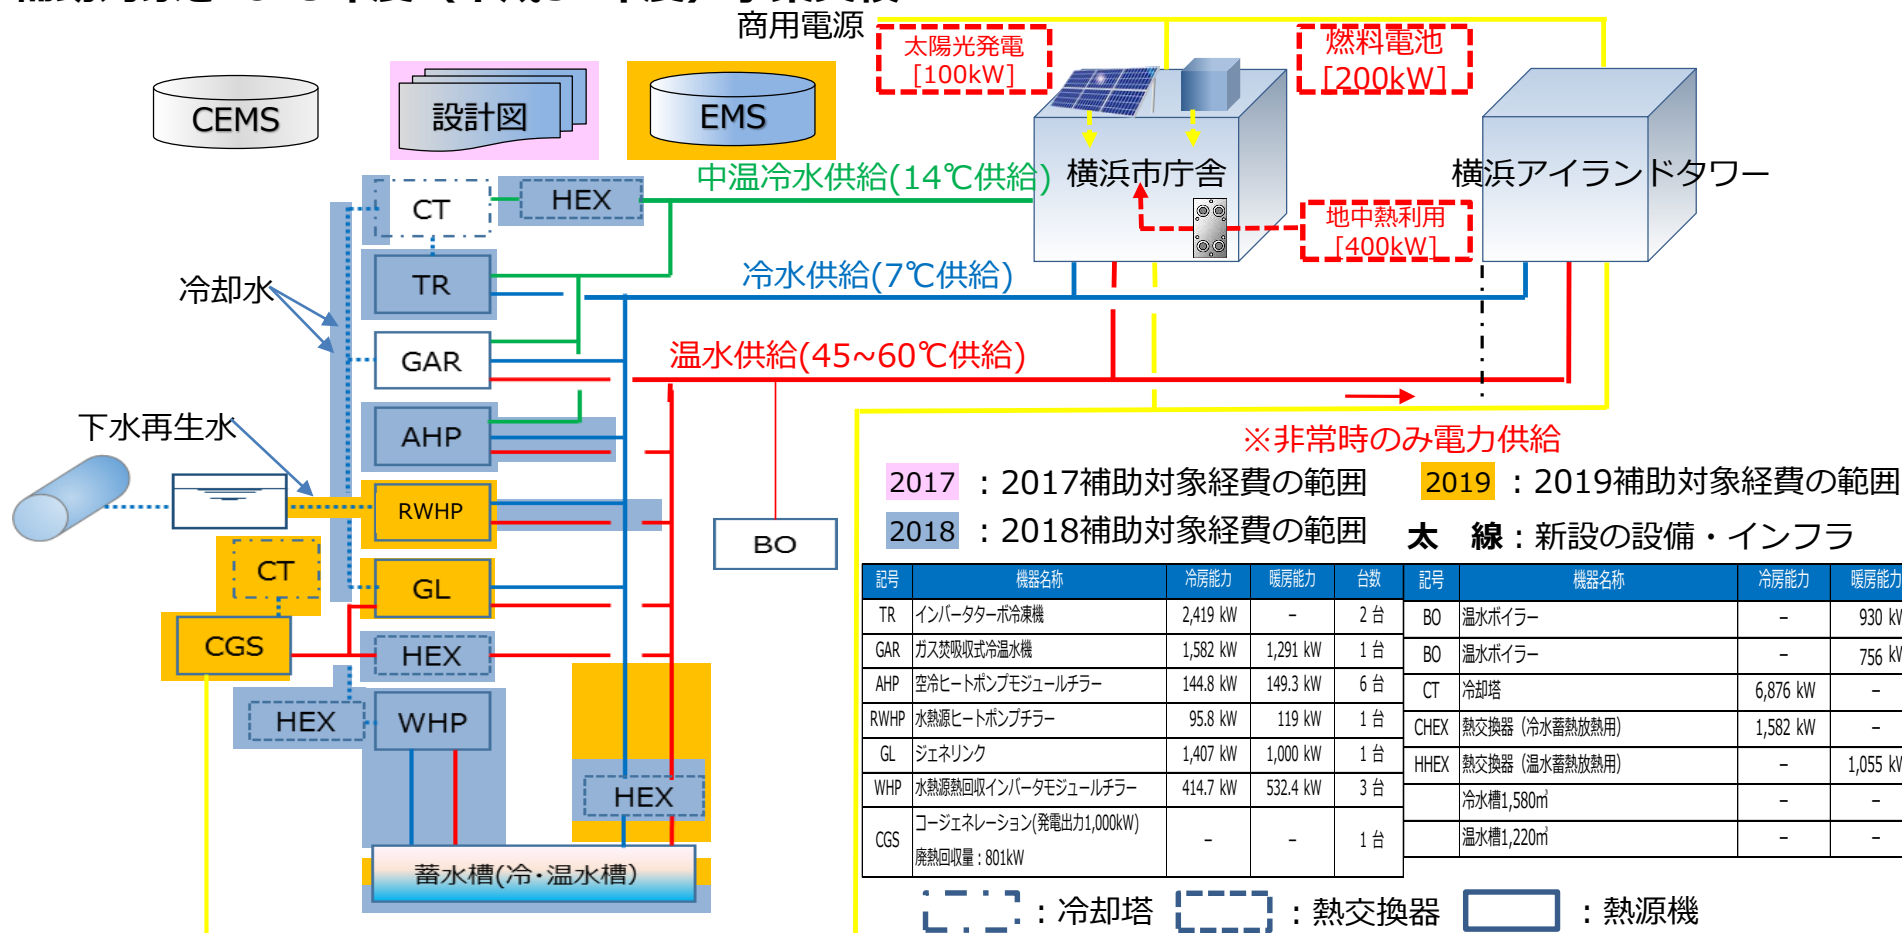 商用電源
太陽光発電
[100kW]
燃料電池
[200kW]
CEMS
設計図
EMS
横浜市庁舎
横浜アイランドタワー
中温冷水供給(14℃供給)
CT
HEX
地中熱利用
[400kW]
冷却水
TR
冷水供給(7℃供給)
GAR
温水供給(45~60℃供給)
下水再生水
AHP
※非常時のみ電力供給
RWHP
2017 ：2017補助対象経費の範囲
2019 ：2019補助対象経費の範囲
2018 ：2018補助対象経費の範囲
太　線：新設の設備・インフラ
BO
CT
GL
CGS
HEX
HEX
WHP
HEX
蓄水槽(冷・温水槽)
記号 機器名称 冷房能力 暖房能力 台数
TR インバータターボ冷凍機 2,419 kW – 2 台
GAR ガス焚吸収式冷温水機 1,582 kW 1,291 kW 1 台
AHP 空冷ヒートポンプモジュールチラー 144.8 kW 149.3 kW 6 台
RWHP 水熱源ヒートポンプチラー 95.8 kW 119 kW 1 台
GL ジェネリンク 1,407 kW 1,000 kW 1 台
WHP 水熱源熱回収インバータモジュールチラー 414.7 kW 532.4 kW 3 台
CGS コージェネレーション(発電出力1,000kW) – – 1 台
廃熱回収量：801kW
記号 機器名称 冷房能力 暖房能力
BO 温水ボイラー – 930 kW
BO 温水ボイラー – 756 kW
CT 冷却塔 6,876 kW –
CHEX 熱交換器（冷水蓄熱放熱用） 1,582 kW –
HHEX 熱交換器（温水蓄熱放熱用） – 1,055 kW
冷水槽1,580㎥ – –
温水槽1,220㎥ – –
：冷却塔
：熱交換器
：熱源機